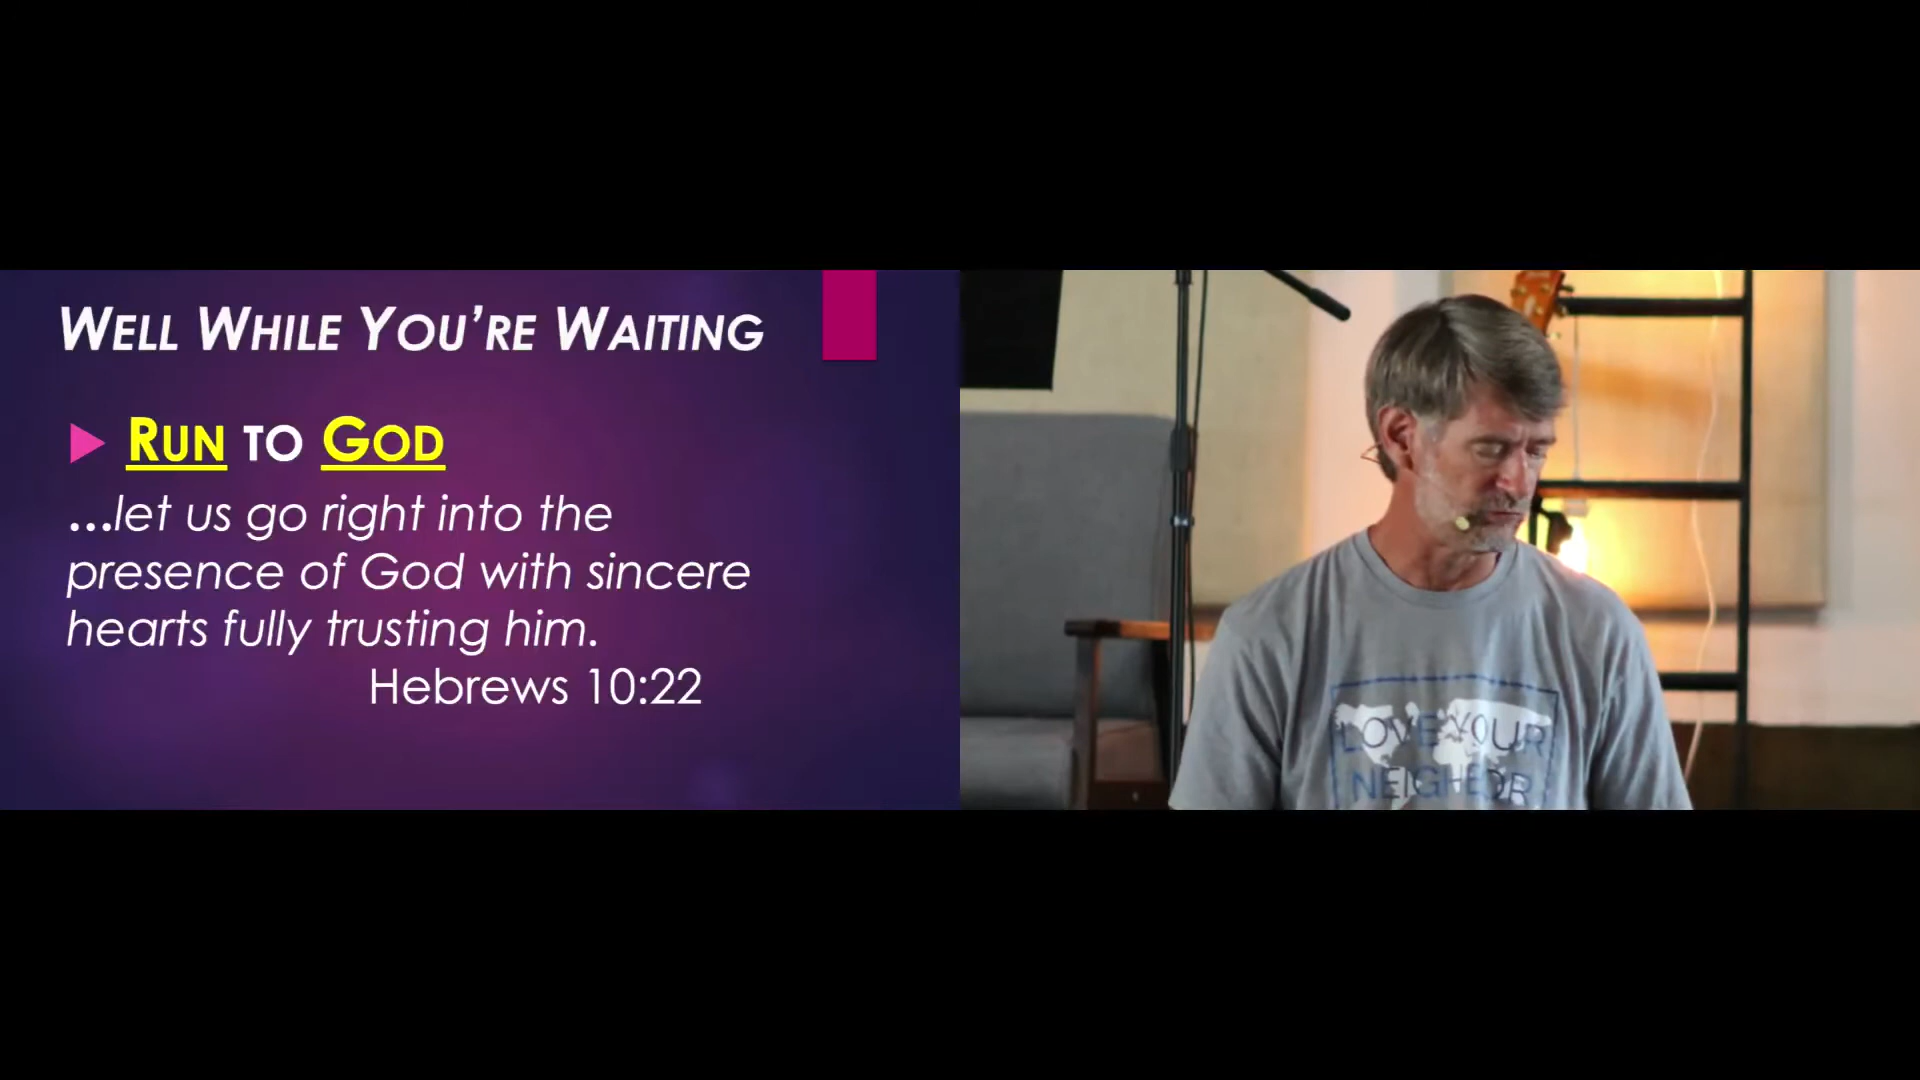 WELL WHILE YOU'RE WAITING
RUN TO GOD
...let us go right into the
presence of God with sincere
hearts fully trusting him.
Hebrews 10:22
LOVE YOUR
NEIGHBOR